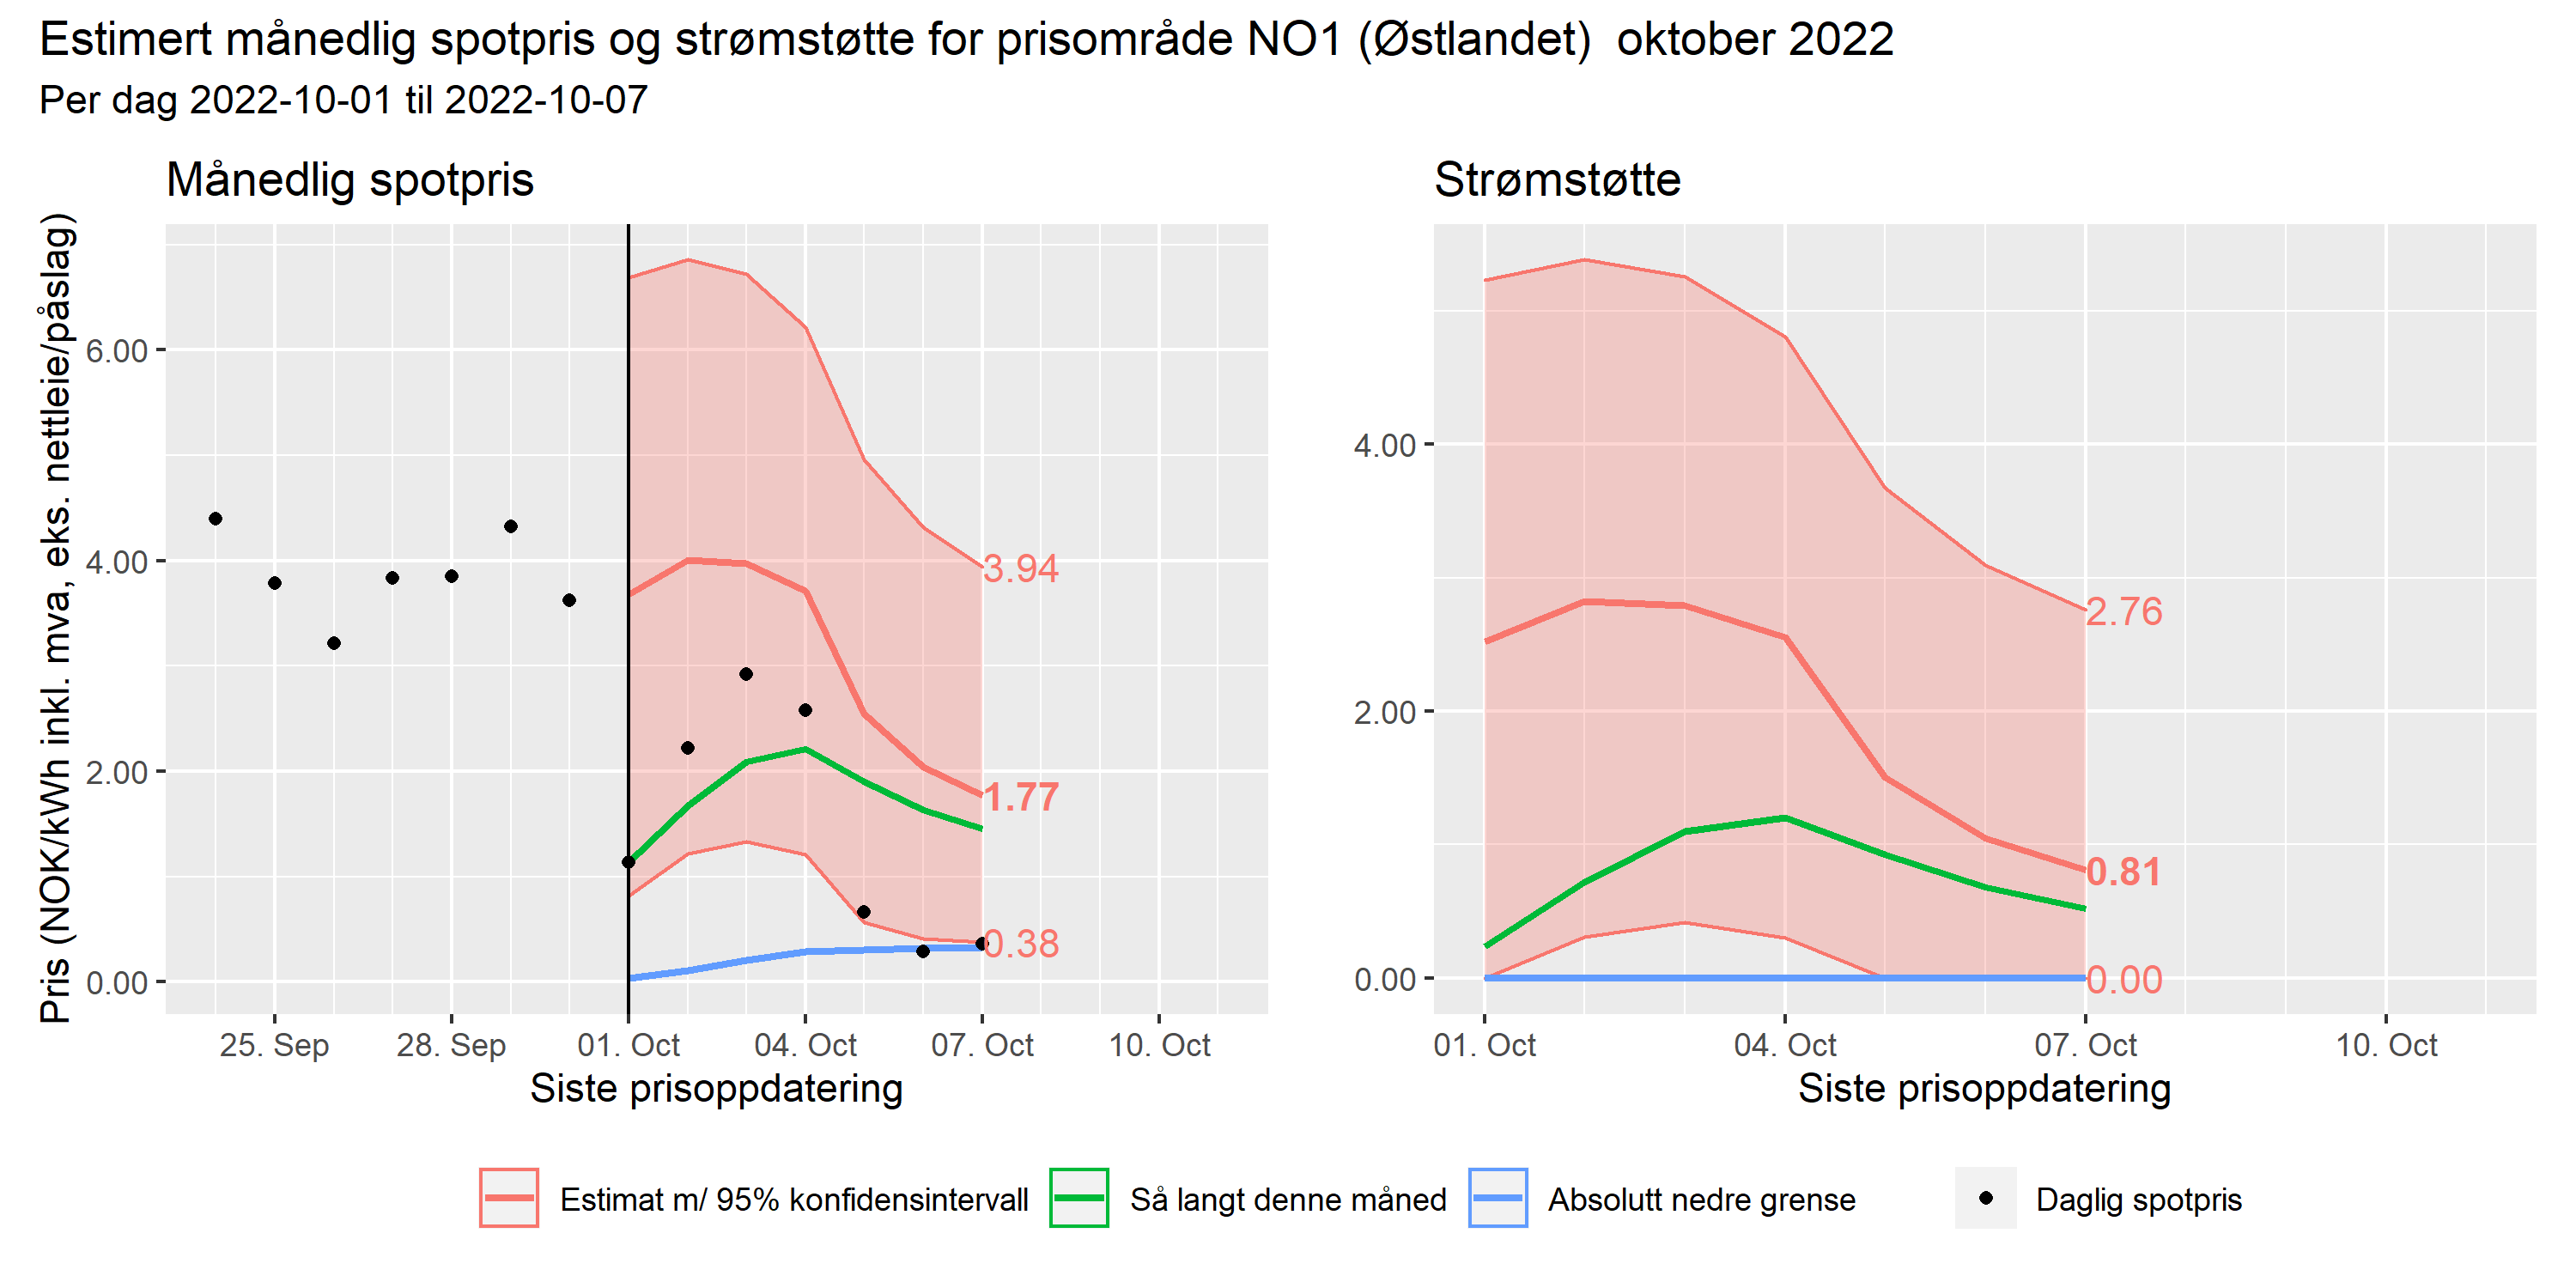 Estimert månedlig spotpris og strømstøtte for prisområde NO1 (Østlandet)  oktober 2022
Per dag 2022-10-01 til 2022-10-07
Månedlig spotpris
Pris (NOK/kWh inkl. mva, eks. nettleie/påslag)
6.00
4.00
2.00
0.00
3.94
1.77
0.38
25. Sep
28. Sep
01. Oct
04. Oct
07. Oct
10. Oct
Siste prisoppdatering
Strømstøtte
4.00
2.00
0.00
2.76
0.81
0.00
01. Oct
04. Oct
07. Oct
10. Oct
Siste prisoppdatering
Estimat m/ 95% konfidensintervall
Så langt denne måned
Absolutt nedre grense
Daglig spotpris